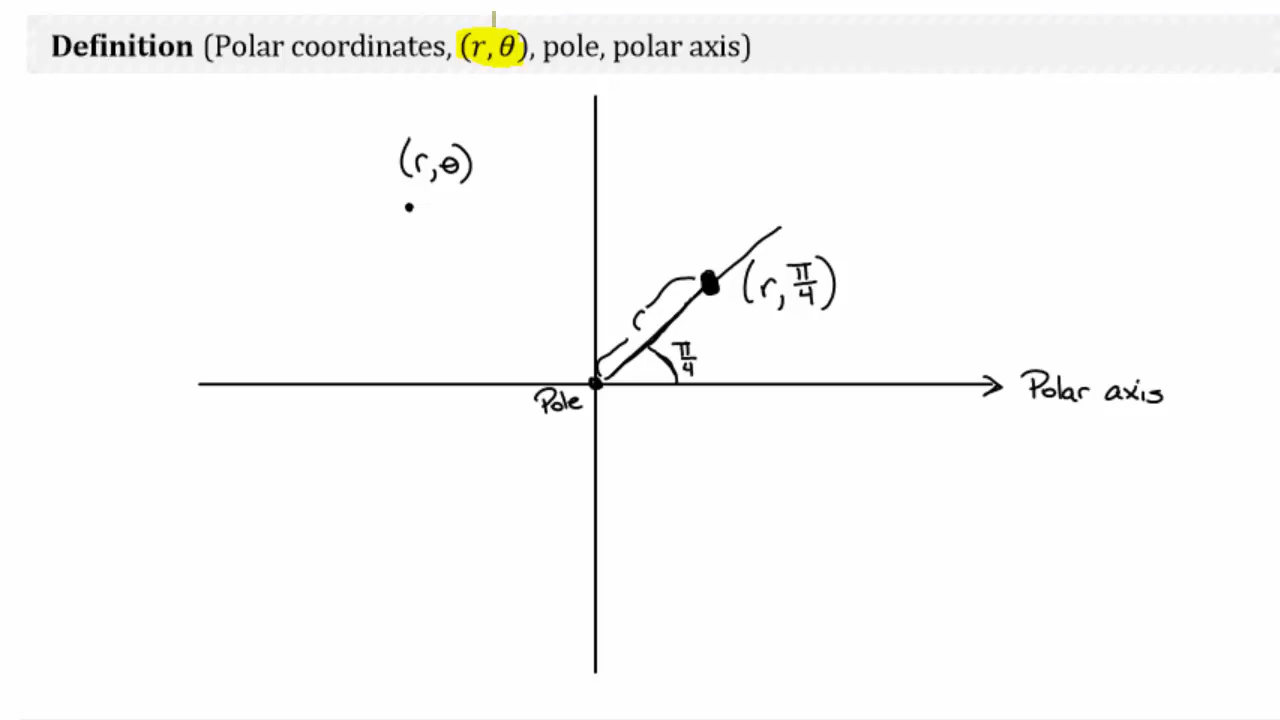 Definition (Polar coordinates, (r, θ), pole, polar axis)
(r, θ)
(r, π/4)
r
π/4
Polar axis
Pole